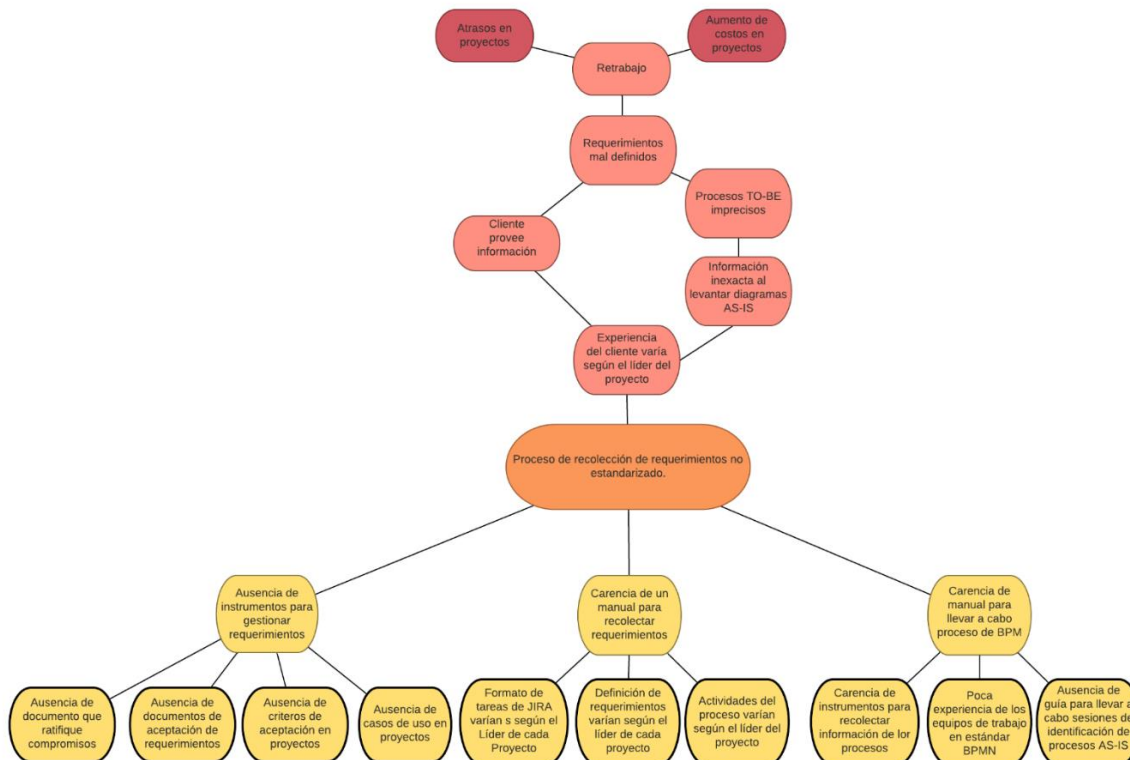 Atrasos en
proyectos
Aumento de
costos en
proyectos
Retrabajo
Requerimientos
mal definidos
Procesos TO-BE
imprecisos
Cliente
provee
información
Información
inexacta al
levantar diagramas
AS-IS
Experiencia
del cliente varía
según el líder del
proyecto
Proceso de recolección de requerimientos no
estandarizado.
Ausencia de
instrumentos para
gestionar
requerimientos
Carencia de un
manual para
recolectar
requerimientos
Carencia de
manual para
llevar a cabo
proceso de BPM
Ausencia de
documento que
ratifique
compromisos
Ausencia de
documentos de
aceptación de
requerimientos
Ausencia de
criteros de
aceptación en
proyectos
Ausencia de
casos de uso en
proyectos
Formato de
tareas de JIRA
varían s según el
Líder de cada
Proyecto
Definición de
requerimientos
varían según el
líder de cada
proyecto
Actividades del
proceso varían
según el líder del
proyecto
Carencia de
instrumentos para
recolectar
información de lor
procesos
Poca
experiencia de los
equipos de trabajo
en estándar
BPMN
Ausencia de
guía para llevar a
cabo sesiones de
identificación de
procesos AS-IS